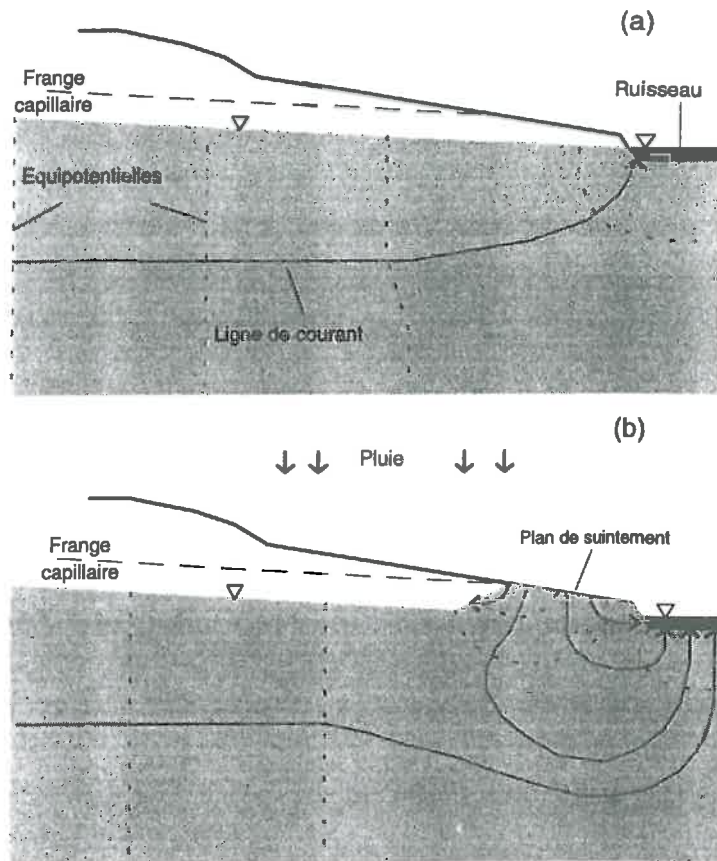 (a)
Frange
capillaire
Ruisseau
Equipotentielles
Ligne de courant
(b)
Pluie
Frange
capillaire
Plan de suintement